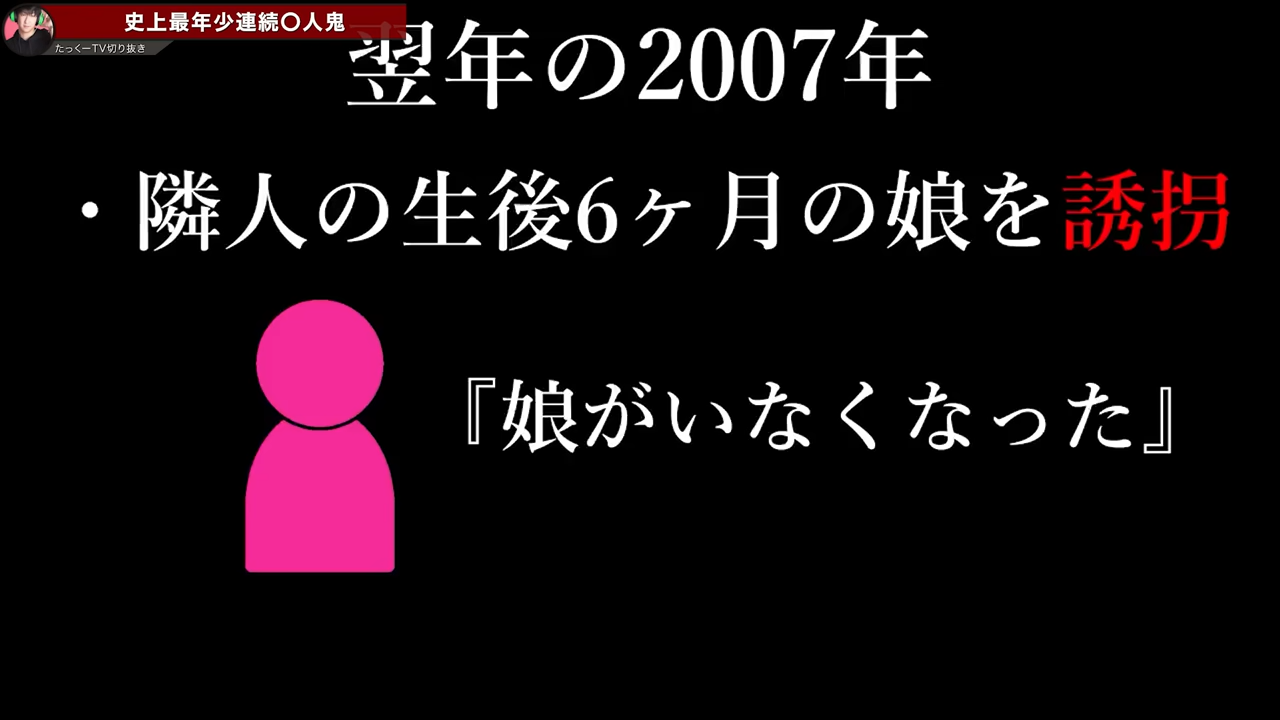 史上最年少連続〇人鬼
たっくーTV切り抜き
翌年の2007年
・隣人の生後6ヶ月の娘を誘拐
『娘がいなくなった』